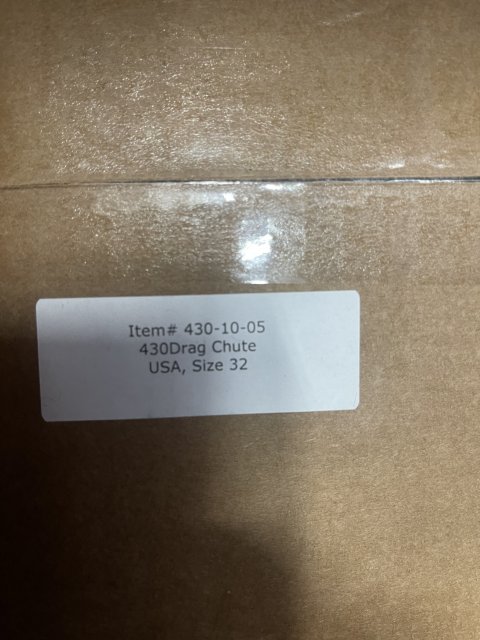 Item# 430-10-05
430Drag Chute
USA, Size 32